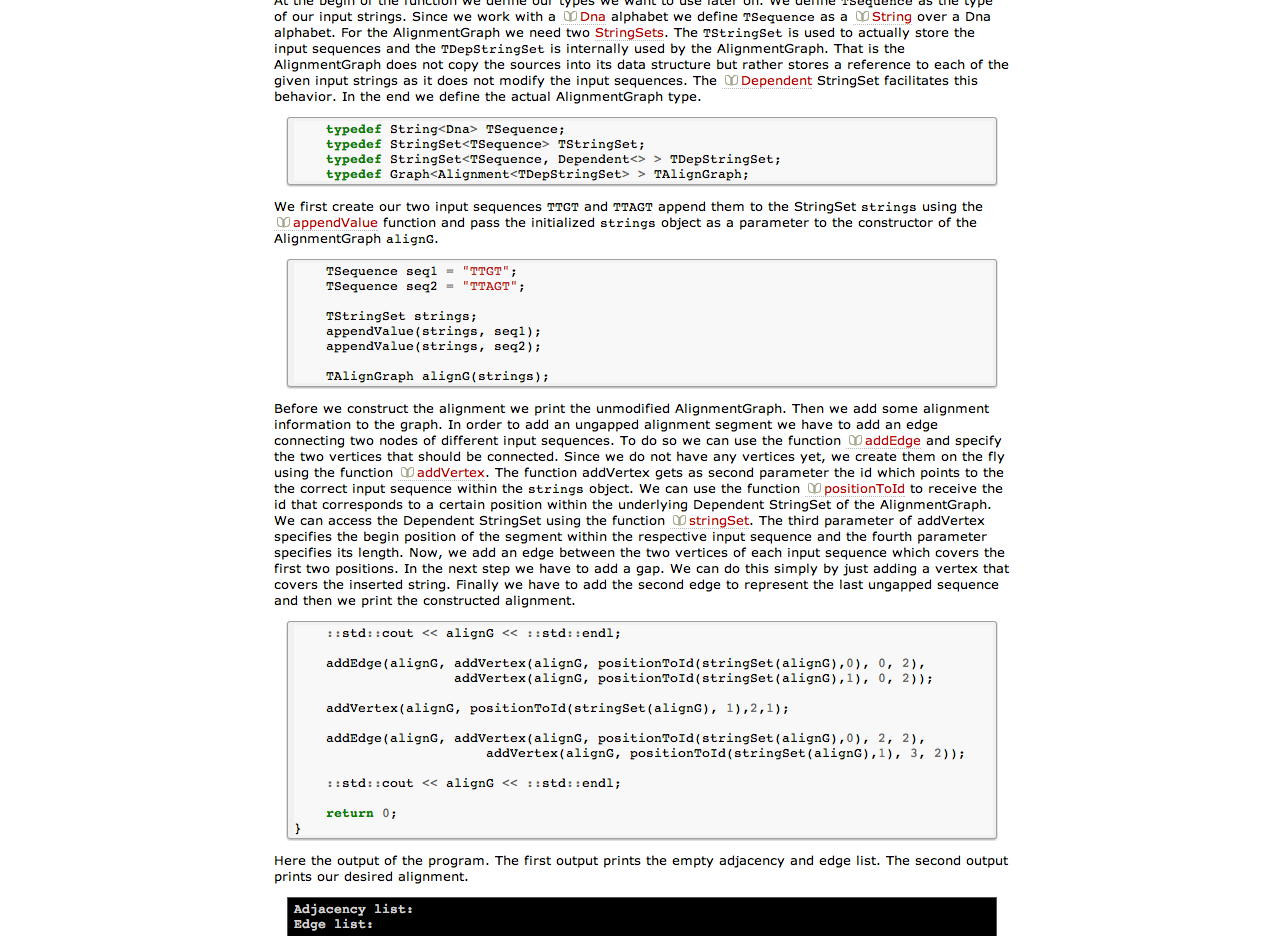 At the begin of the function we define our types we want to use later on. We define TSequence as the type
of our input strings. Since we work with a Dna alphabet we define TSequence as a String over a Dna
alphabet. For the AlignmentGraph we need two StringSets. The TStringSet is used to actually store the
input sequences and the TDepStringSet is internally used by the AlignmentGraph. That is the
AlignmentGraph does not copy the sources into its data structure but rather stores a reference to each of the
given input strings as it does not modify the input sequences. The Dependent StringSet facilitates this
behavior. In the end we define the actual AlignmentGraph type.
typedef String<Dna> TSequence;
typedef StringSet<TSequence> TStringSet;
typedef StringSet<TSequence, Dependent<> > TDepStringSet;
typedef Graph<Alignment<TDepStringSet> > TAlignGraph;
We first create our two input sequences TTGT and TTAGT append them to the StringSet strings using the
appendValue function and pass the initialized strings object as a parameter to the constructor of the
AlignmentGraph alignG.
TSequence seq1 = "TTGT";
TSequence seq2 = "TTAGT";
TStringSet strings;
appendValue(strings, seq1);
appendValue(strings, seq2);
TAlignGraph alignG(strings);
Before we construct the alignment we print the unmodified AlignmentGraph. Then we add some alignment
information to the graph. In order to add an ungapped alignment segment we have to add an edge
connecting two nodes of different input sequences. To do so we can use the function addEdge and specify
the two vertices that should be connected. Since we do not have any vertices yet, we create them on the fly
using the function addVertex. The function addVertex gets as second parameter the id which points to the
the correct input sequence within the strings object. We can use the function positionToId to receive the
id that corresponds to a certain position within the underlying Dependent StringSet of the AlignmentGraph.
We can access the Dependent StringSet using the function stringSet. The third parameter of addVertex
specifies the begin position of the segment within the respective input sequence and the fourth parameter
specifies its length. Now, we add an edge between the two vertices of each input sequence which covers the
first two positions. In the next step we have to add a gap. We can do this simply by just adding a vertex that
covers the inserted string. Finally we have to add the second edge to represent the last ungapped sequence
and then we print the constructed alignment.
::std::cout << alignG << ::std::endl;
addEdge(alignG, addVertex(alignG, positionToId(stringSet(alignG),0), 0, 2),
addVertex(alignG, positionToId(stringSet(alignG),1), 0, 2));
addVertex(alignG, positionToId(stringSet(alignG), 1),2,1);
addEdge(alignG, addVertex(alignG, positionToId(stringSet(alignG),0), 2, 2),
addVertex(alignG, positionToId(stringSet(alignG),1), 3, 2));
::std::cout << alignG << ::std::endl;
return 0;
}
Here the output of the program. The first output prints the empty adjacency and edge list. The second output
prints our desired alignment.
Adjacency list:
Edge list: